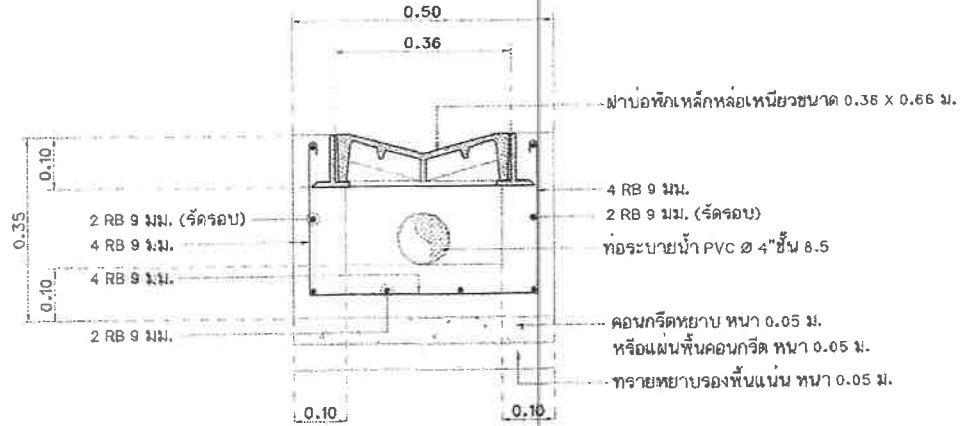 0.50
0.36
ฝาบ่อพักเหล็กหล่อเหนียวขนาด 0.36 X 0.66 ม.
0.10
0.35
4 RB 9 มม.
2 RB 9 มม. (รัดรอบ)
2 RB 9 มม. (รัดรอบ)
4 RB 9 มม.
ท่อระบายน้ำ PVC Ø 4"ชั้น 8.5
4 RB 9 มม.
0.10
2 RB 9 มม.
คอนกรีตหยาบ หนา 0.05 ม.
หรือแผ่นพื้นคอนกรีต หนา 0.05 ม.
ทรายหยาบรองพื้นแน่น หนา 0.05 ม.
0.10
0.10